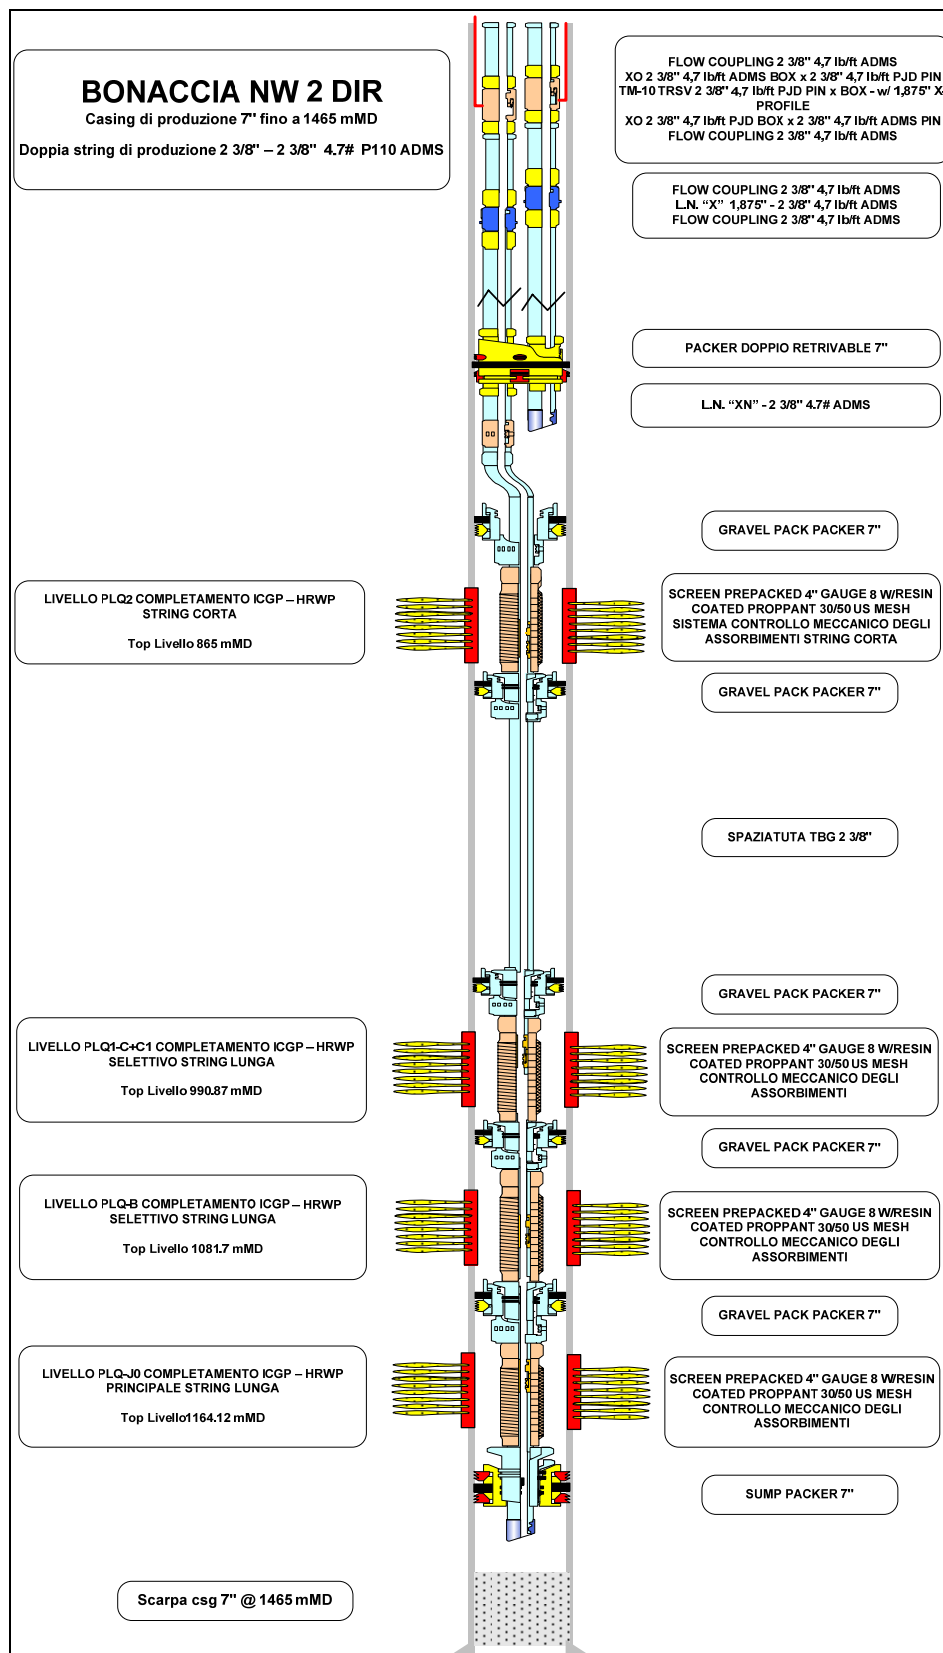 BONACCIA NW 2 DIR
Casing di produzione 7" fino a 1465 mMD
Doppia string di produzione 2 3/8" – 2 3/8" 4.7# P110 ADMS
FLOW COUPLING 2 3/8" 4,7 lb/ft ADMS
XO 2 3/8" 4,7 lb/ft ADMS BOX x 2 3/8" 4,7 lb/ft PJD PIN
TM-10 TRSV 2 3/8" 4,7 lb/ft PJD PIN x BOX - w/ 1,875" X-
PROFILE
XO 2 3/8" 4,7 lb/ft PJD BOX x 2 3/8" 4,7 lb/ft ADMS PIN
FLOW COUPLING 2 3/8" 4,7 lb/ft ADMS
FLOW COUPLING 2 3/8" 4,7 lb/ft ADMS
L.N. “X” 1,875" - 2 3/8" 4,7 lb/ft ADMS
FLOW COUPLING 2 3/8" 4,7 lb/ft ADMS
PACKER DOPPIO RETRIVABLE 7"
L.N. “XN” - 2 3/8" 4.7# ADMS
GRAVEL PACK PACKER 7"
LIVELLO PLQ2 COMPLETAMENTO ICGP – HRWP
STRING CORTA
Top Livello 865 mMD
SCREEN PREPACKED 4" GAUGE 8 W/RESIN
COATED PROPPANT 30/50 US MESH
SISTEMA CONTROLLO MECCANICO DEGLI
ASSORBIMENTI STRING CORTA
GRAVEL PACK PACKER 7"
SPAZIATUTA TBG 2 3/8"
GRAVEL PACK PACKER 7"
LIVELLO PLQ1-C+C1 COMPLETAMENTO ICGP – HRWP
SELETTIVO STRING LUNGA
Top Livello 990.87 mMD
SCREEN PREPACKED 4" GAUGE 8 W/RESIN
COATED PROPPANT 30/50 US MESH
CONTROLLO MECCANICO DEGLI
ASSORBIMENTI
GRAVEL PACK PACKER 7"
LIVELLO PLQ-B COMPLETAMENTO ICGP – HRWP
SELETTIVO STRING LUNGA
Top Livello 1081.7 mMD
SCREEN PREPACKED 4" GAUGE 8 W/RESIN
COATED PROPPANT 30/50 US MESH
CONTROLLO MECCANICO DEGLI
ASSORBIMENTI
GRAVEL PACK PACKER 7"
LIVELLO PLQ-J0 COMPLETAMENTO ICGP – HRWP
PRINCIPALE STRING LUNGA
Top Livello1164.12 mMD
SCREEN PREPACKED 4" GAUGE 8 W/RESIN
COATED PROPPANT 30/50 US MESH
CONTROLLO MECCANICO DEGLI
ASSORBIMENTI
SUMP PACKER 7"
Scarpa csg 7" @ 1465 mMD